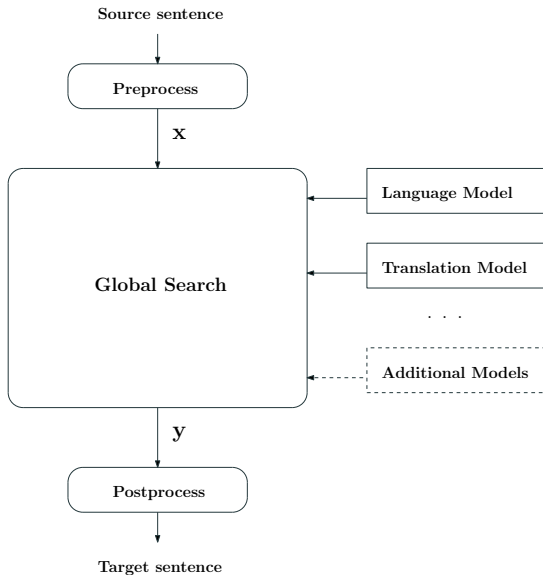 Source sentence
Preprocess
x
Language Model
Global Search
Translation Model
. . .
Additional Models
y
Postprocess
Target sentence